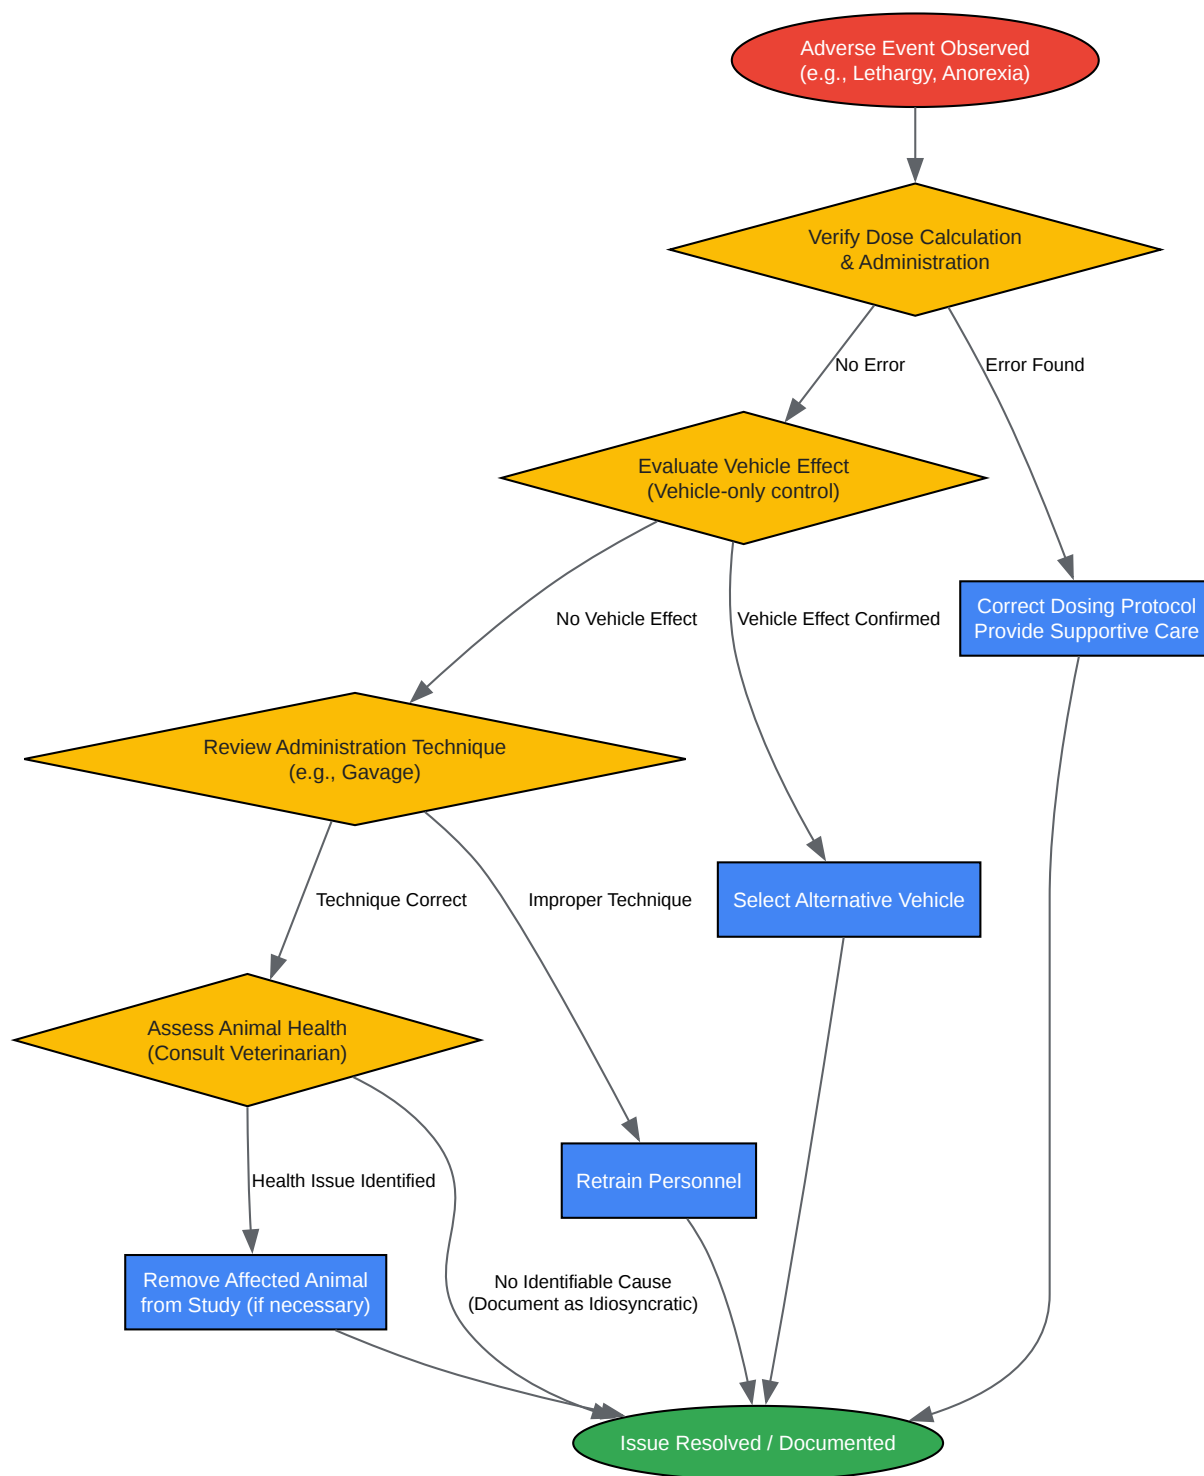 Adverse Event Observed
(e.g., Lethargy, Anorexia)
Verify Dose Calculation
& Administration
No Error
Error Found
Evaluate Vehicle Effect
(Vehicle-only control)
Correct Dosing Protocol
Provide Supportive Care
No Vehicle Effect
Vehicle Effect Confirmed
Review Administration Technique
(e.g., Gavage)
Technique Correct
Improper Technique
Select Alternative Vehicle
Assess Animal Health
(Consult Veterinarian)
Health Issue Identified
Retrain Personnel
Remove Affected Animal
from Study (if necessary)
No Identifiable Cause
(Document as Idiosyncratic)
Issue Resolved / Documented